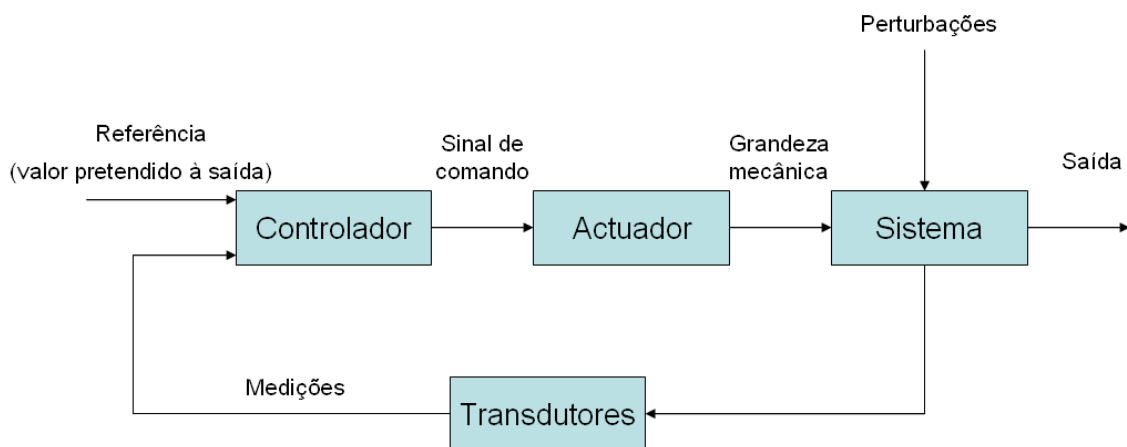 Perturbações
Referência
(valor pretendido à saída)
Sinal de
comando
Grandeza
mecânica
Saída
Controlador
Actuador
Sistema
Medições
Transdutores